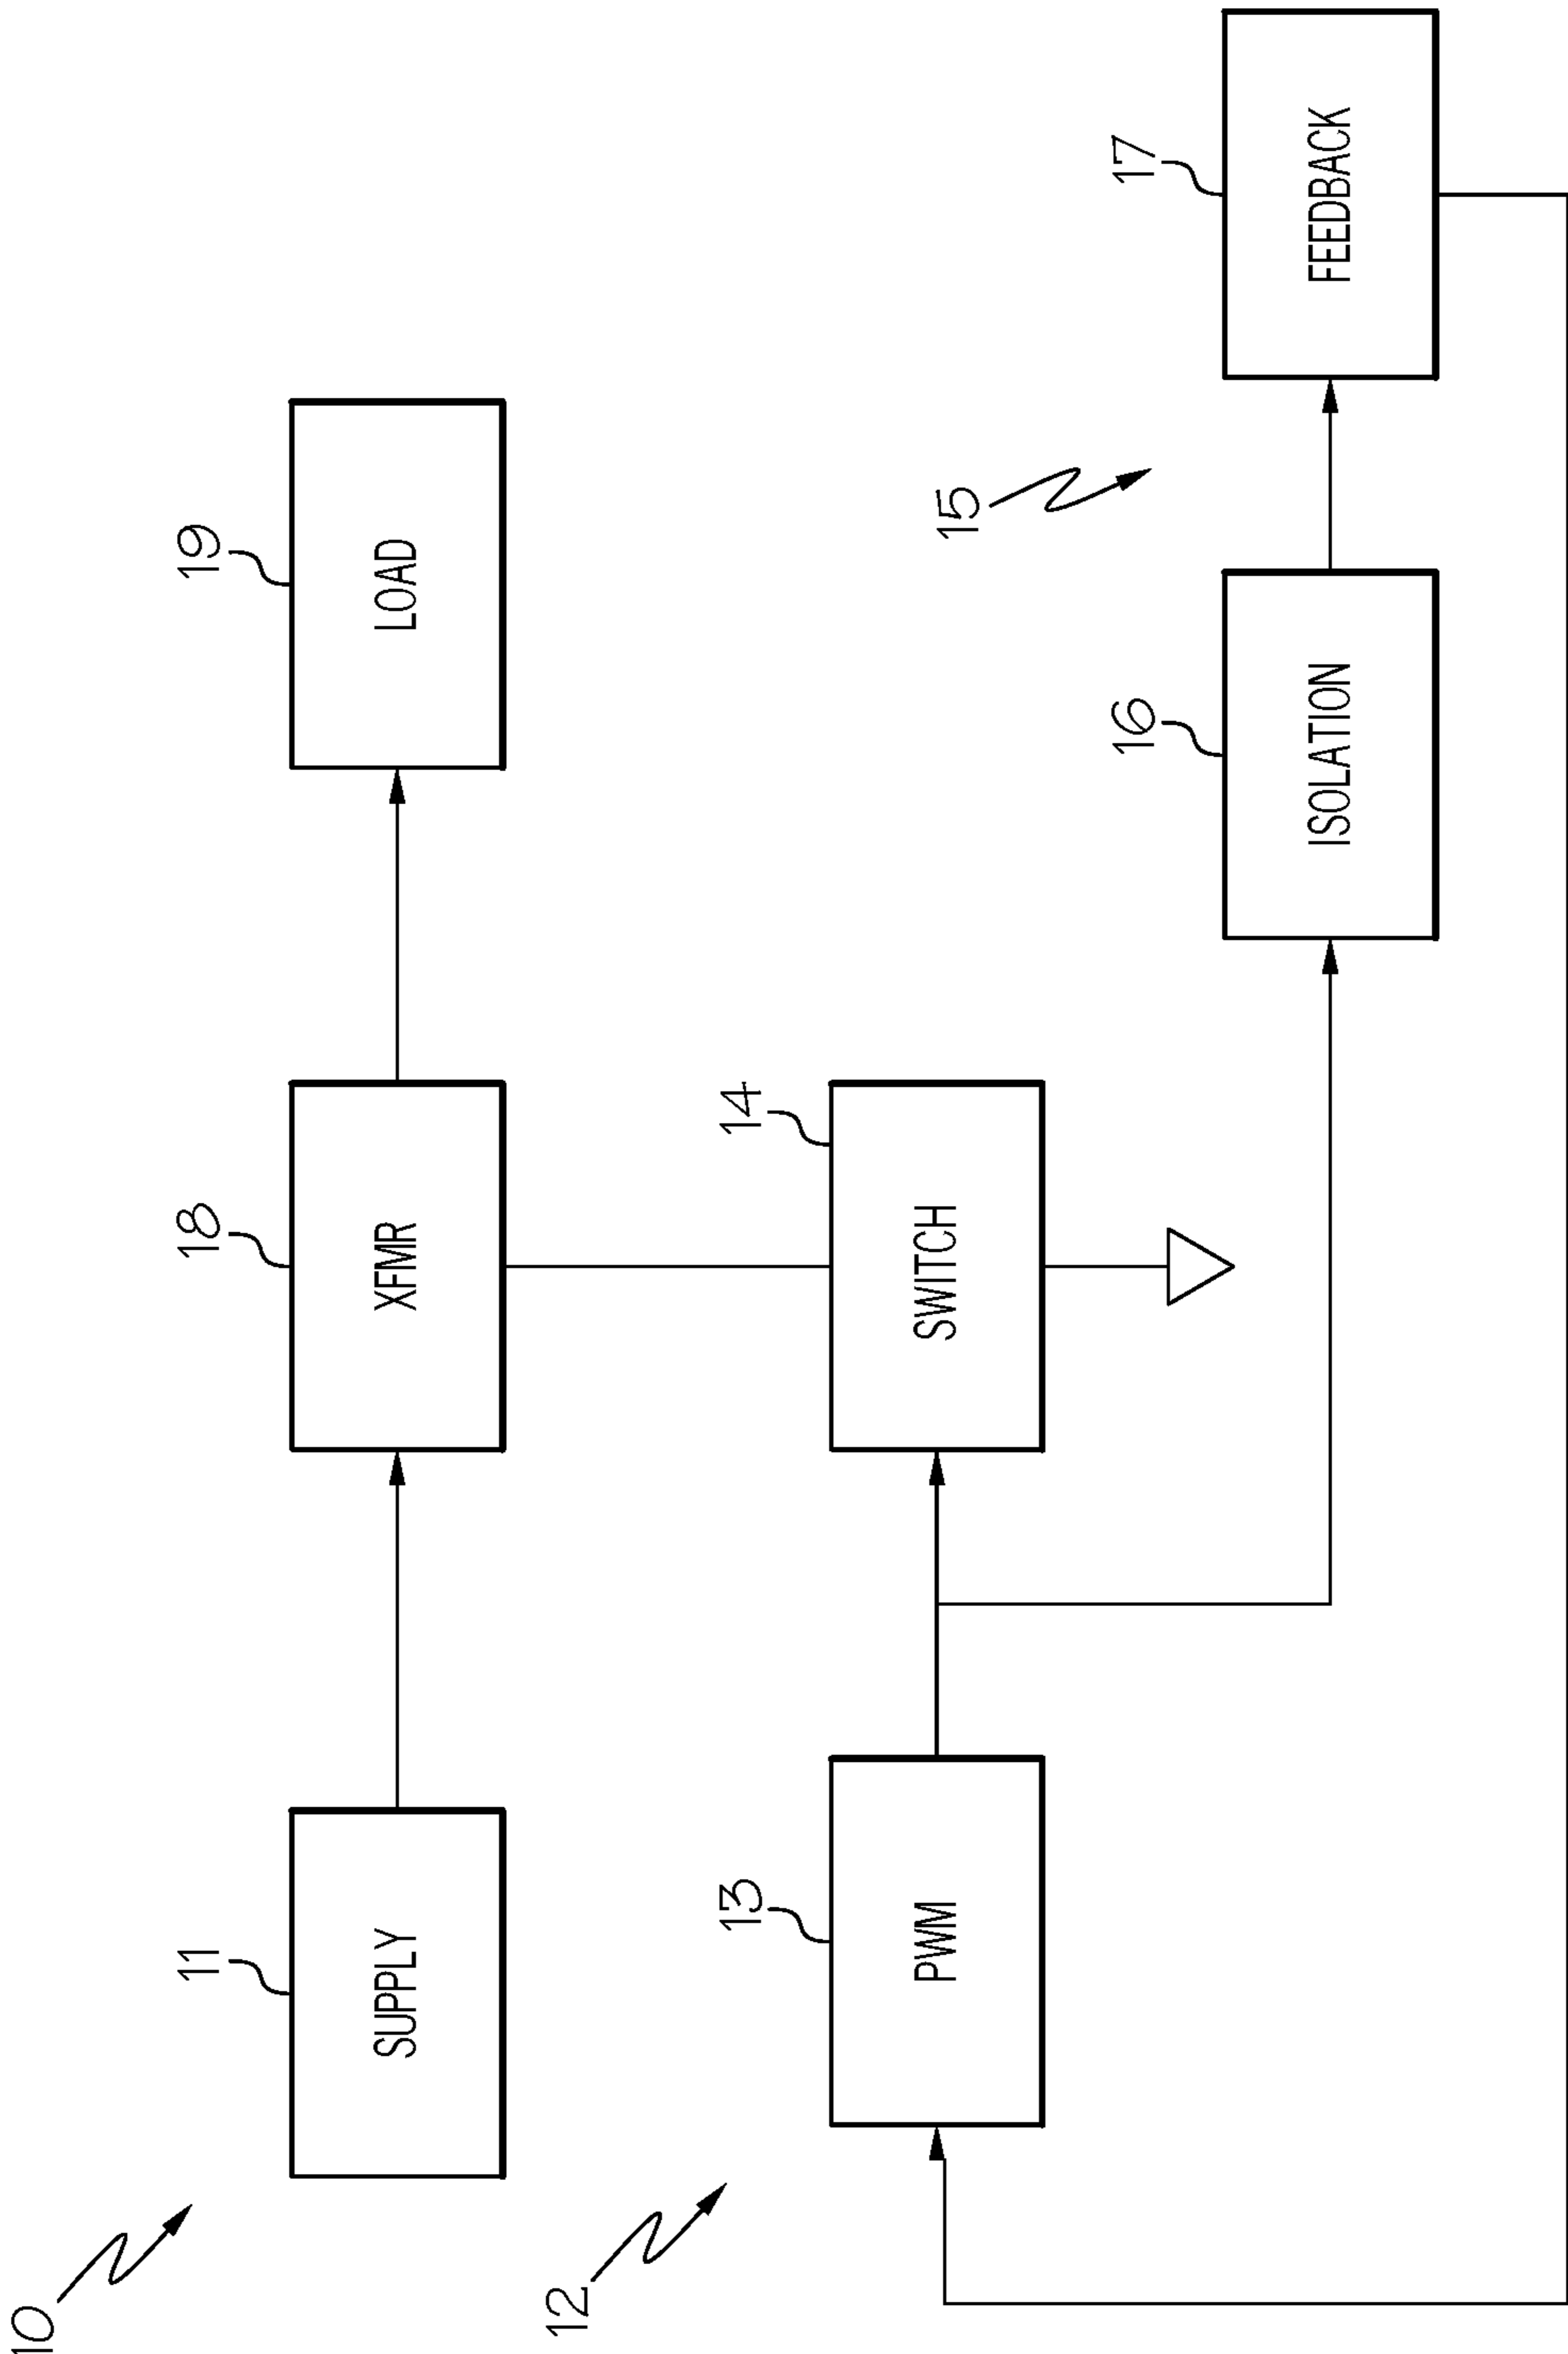 10
11
SUPPLY
18
XFMR
19
LOAD
12
13
PWM
14
SWITCH
15
16
ISOLATION
17
FEEDBACK